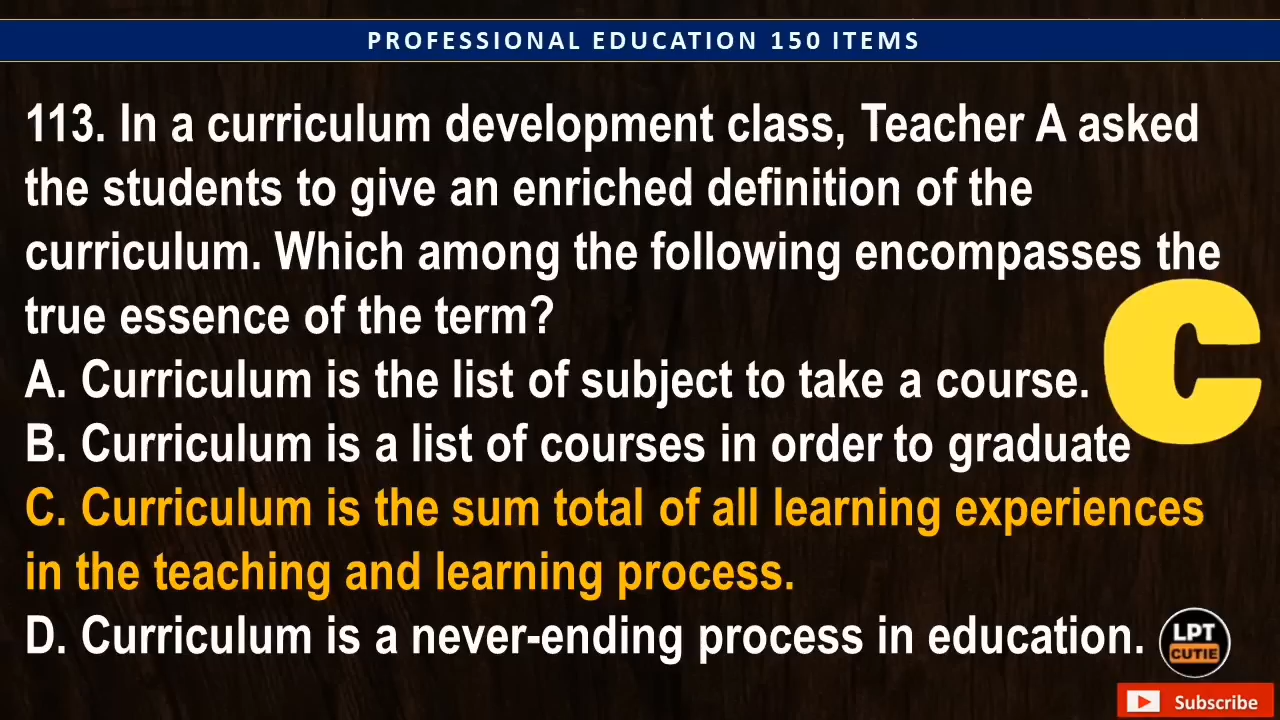 PROFESSIONAL EDUCATION 150 ITEMS
113. In a curriculum development class, Teacher A asked
the students to give an enriched definition of the
curriculum. Which among the following encompasses the
true essence of the term?
A. Curriculum is the list of subject to take a course.
B. Curriculum is a list of courses in order to graduate
C
C. Curriculum is the sum total of all learning experiences
in the teaching and learning process.
D. Curriculum is a never-ending process in education.
LPT
CUTIE
Subscribe